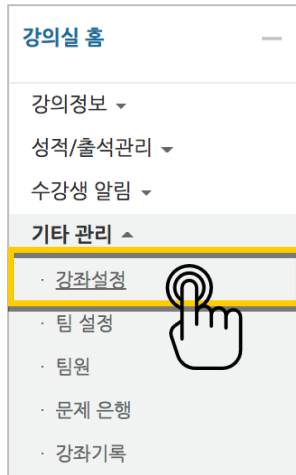 강의실 홈
강의정보
성적/출석관리
수강생 알림
기타 관리
· 강좌설정
· 팀 설정
· 팀원
· 문제 은행
· 강좌기록